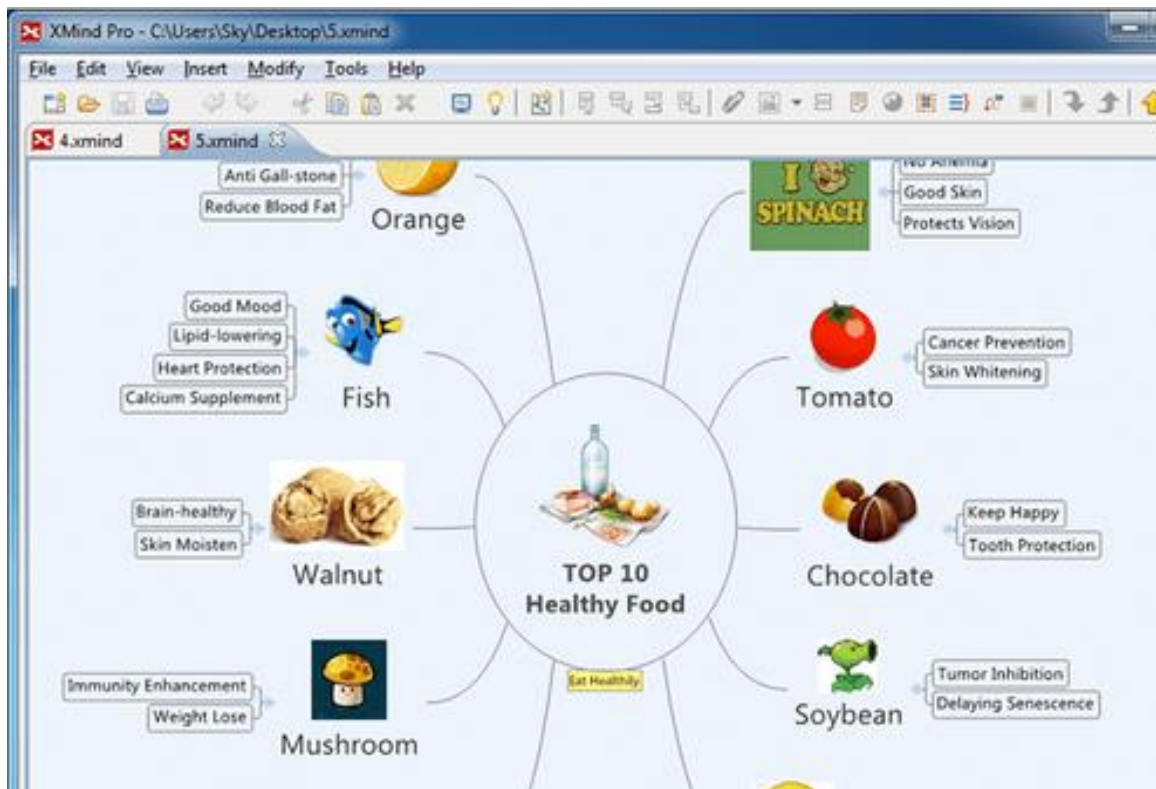 XMind Pro - C:\Users\Sky\Desktop\5.xmind
File Edit View Insert Modify Tools Help
4.xmind
5.xmind
Anti Gall-stone
Reduce Blood Fat
Orange
I
SPINACH
No Anemia
Good Skin
Protects Vision
Good Mood
Lipid-lowering
Heart Protection
Calcium Supplement
Fish
Tomato
Cancer Prevention
Skin Whitening
Brain-healthy
Skin Moisten
Walnut
TOP 10
Healthy Food
Eat Healthily
Chocolate
Keep Happy
Tooth Protection
Immunity Enhancement
Weight Lose
Mushroom
Soybean
Tumor Inhibition
Delaying Senescence